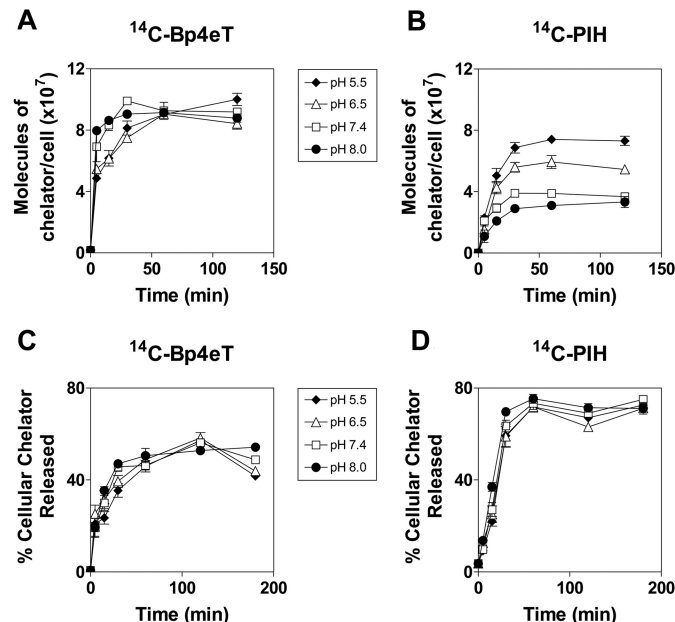 A
¹⁴C-Bp4eT
Molecules of
chelator/cell (x10⁷)
12
8
4
0
0 50 100 150
Time (min)
pH 5.5
pH 6.5
pH 7.4
pH 8.0
B
¹⁴C-PIH
Molecules of
chelator/cell (x10⁷)
12
8
4
0
0 50 100 150
Time (min)
C
¹⁴C-Bp4eT
% Cellular Chelator
Released
80
40
0
0 100 200
Time (min)
pH 5.5
pH 6.5
pH 7.4
pH 8.0
D
¹⁴C-PIH
% Cellular Chelator
Released
80
40
0
0 100 200
Time (min)